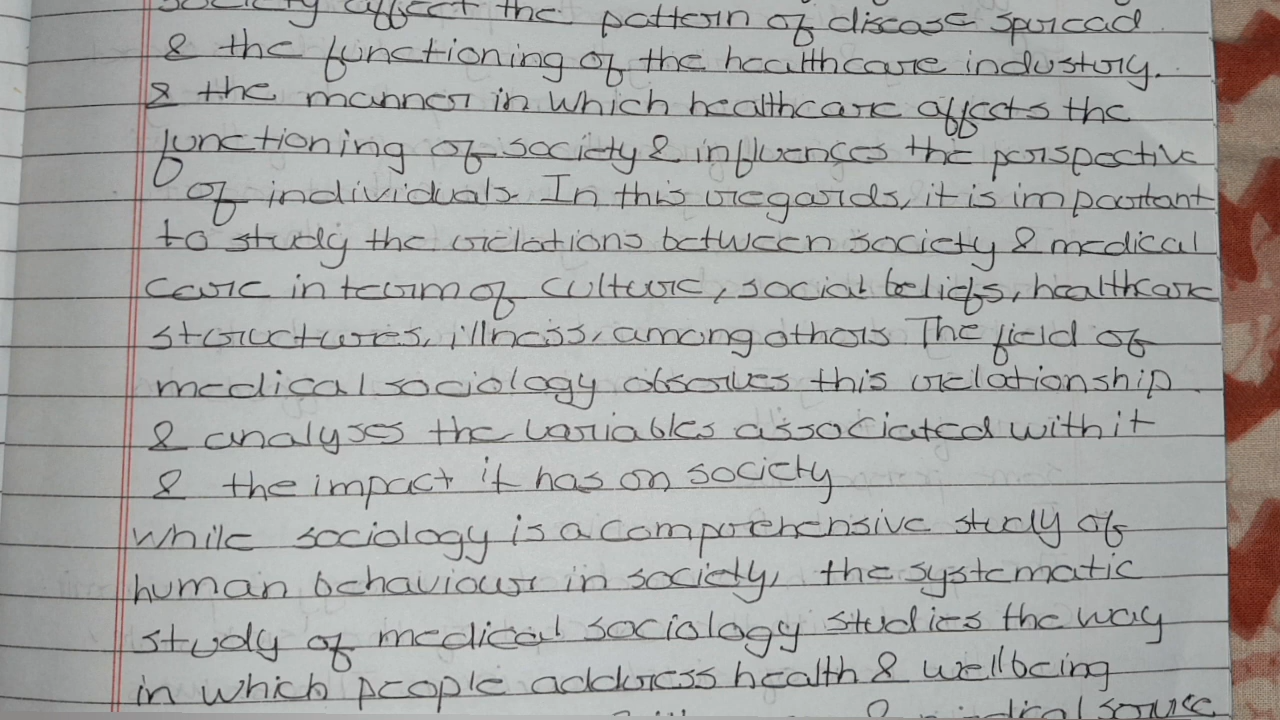 society affect the pattern of disease spread
& the functioning of the healthcare industry.
& the manner in which healthcare affects the
functioning of society & influences the perspective
of individuals. In this regards, it is important
to study the relations between society & medical
care in term of culture, social beliefs, healthcare
structures, illness, among others The field of
medical sociology observes this relationship
& analyses the variables associated with it
& the impact it has on society
while sociology is a comprehensive study of
human behaviour in society, the systematic
study of medical sociology studies the way
in which people address health & wellbeing
& medical service